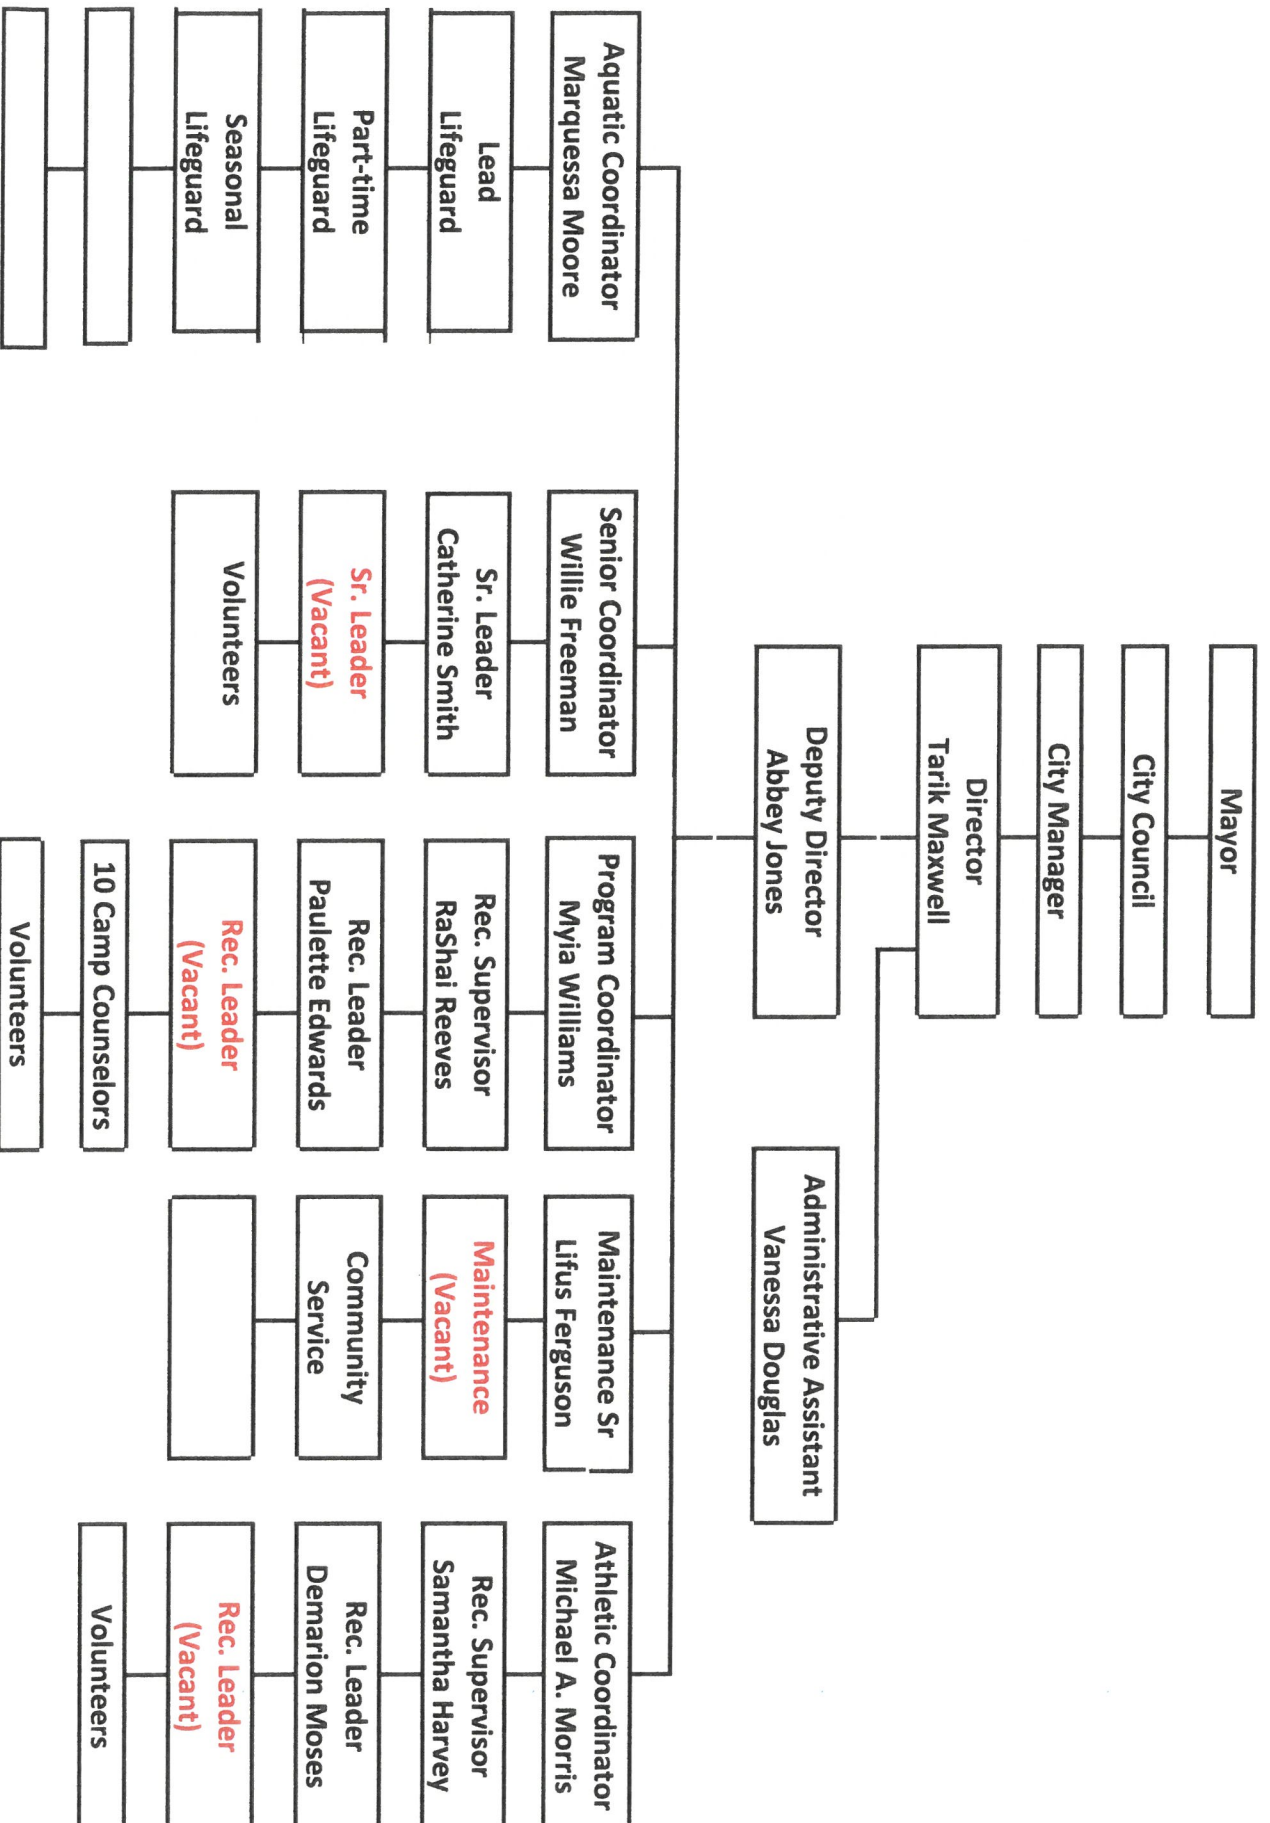 Mayor
City Council
City Manager
Director
Tarik Maxwell
Deputy Director
Abbey Jones
Administrative Assistant
Vanessa Douglas
Aquatic Coordinator
Marquessa Moore
Lead
Lifeguard
Part-time
Lifeguard
Seasonal
Lifeguard
Senior Coordinator
Willie Freeman
Sr. Leader
Catherine Smith
Sr. Leader
(Vacant)
Volunteers
Program Coordinator
Myia Williams
Rec. Supervisor
RaShai Reeves
Rec. Leader
Paulette Edwards
Rec. Leader
(Vacant)
10 Camp Counselors
Volunteers
Maintenance Sr
Lifus Ferguson
Maintenance
(Vacant)
Community
Service
Athletic Coordinator
Michael A. Morris
Rec. Supervisor
Samantha Harvey
Rec. Leader
Demarion Moses
Rec. Leader
(Vacant)
Volunteers